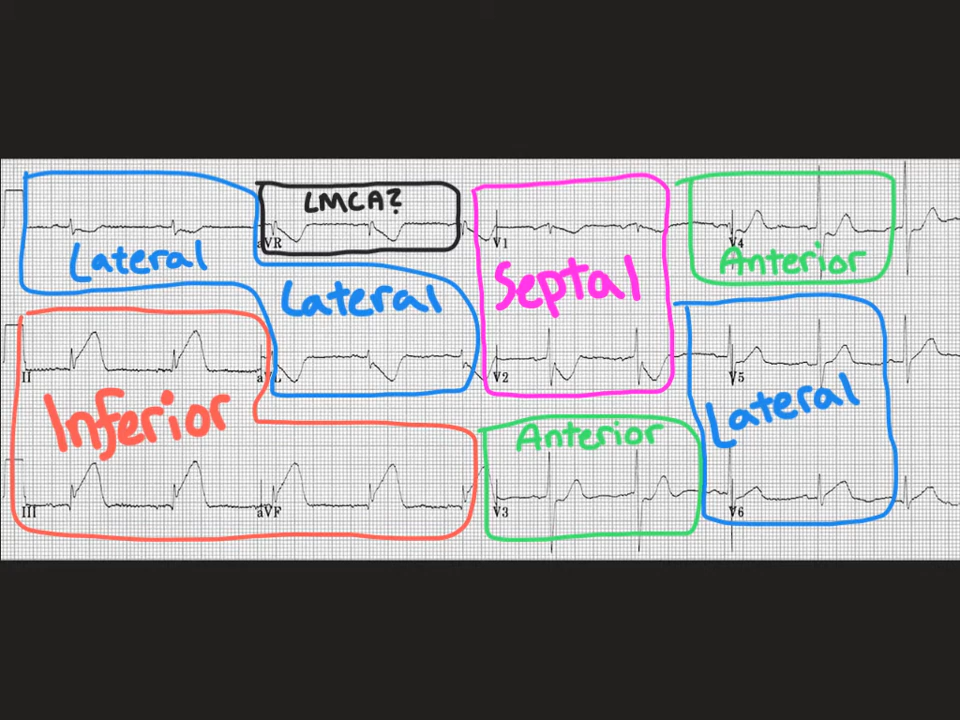 LMCA?
aVR
V1
V4
Lateral
Anterior
Septal
Lateral
II
aVL
V2
V5
Inferior
Lateral
Anterior
III
aVF
V3
V6